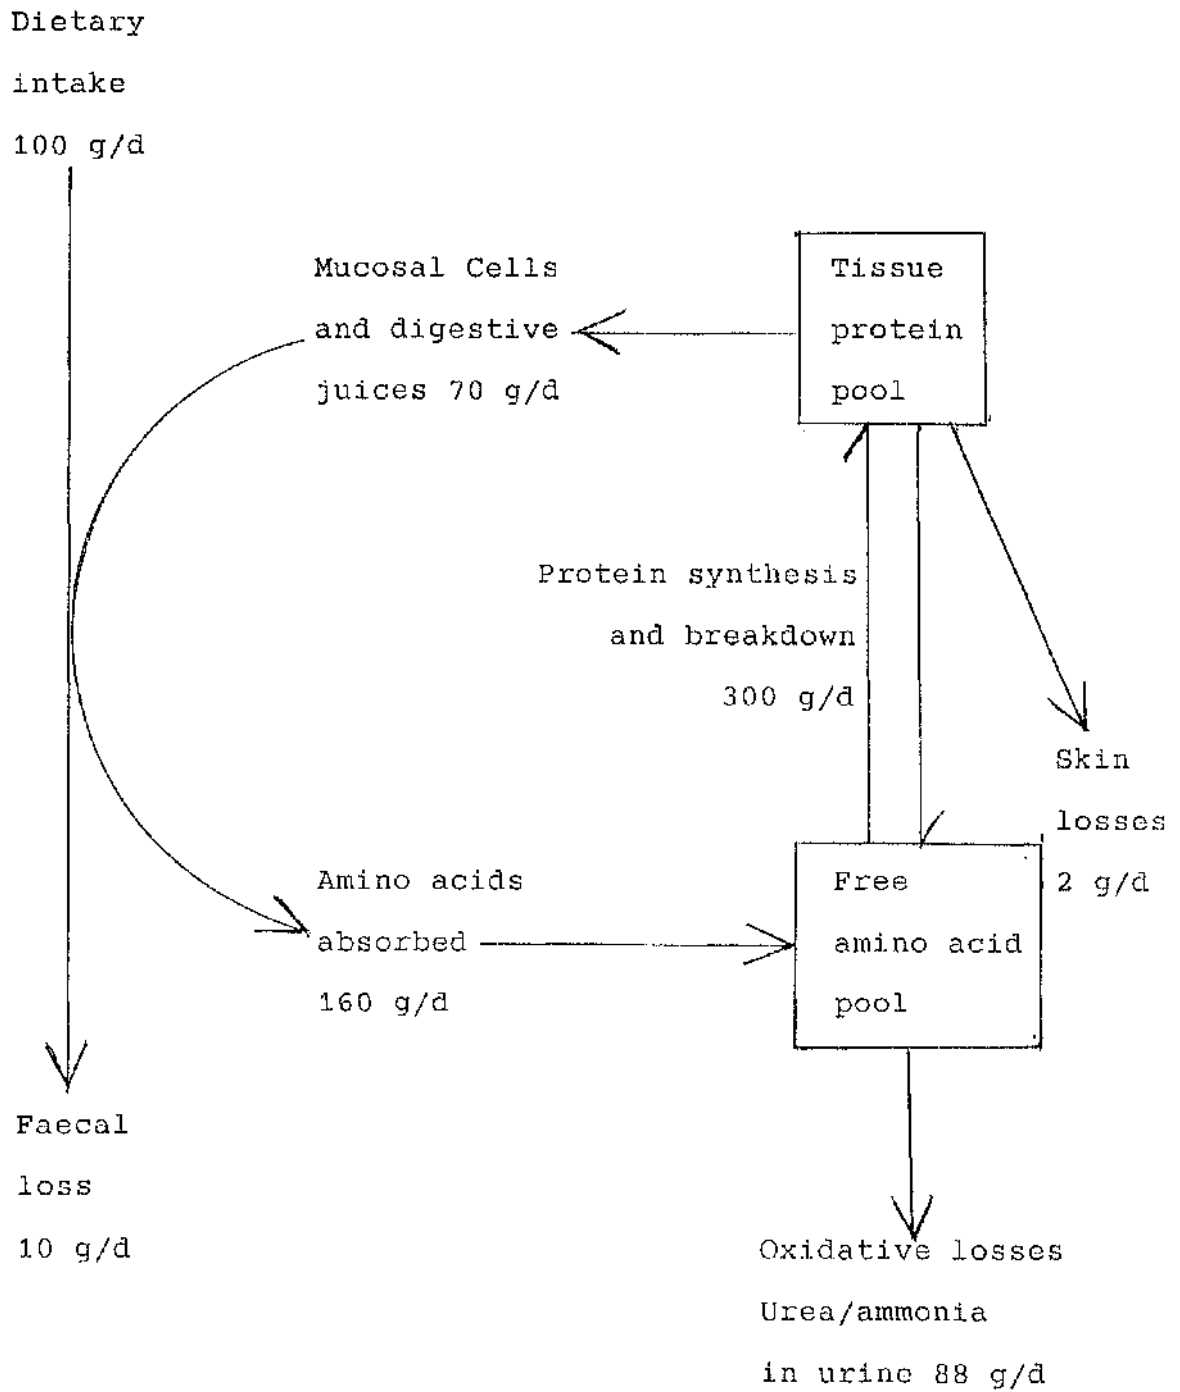 Dietary
intake
100 g/d
Mucosal Cells
and digestive
juices 70 g/d
Tissue
protein
pool
Protein synthesis
and breakdown
300 g/d
Skin
losses
2 g/d
Amino acids
absorbed
160 g/d
Free
amino acid
pool
Faecal
loss
10 g/d
Oxidative losses
Urea/ammonia
in urine 88 g/d